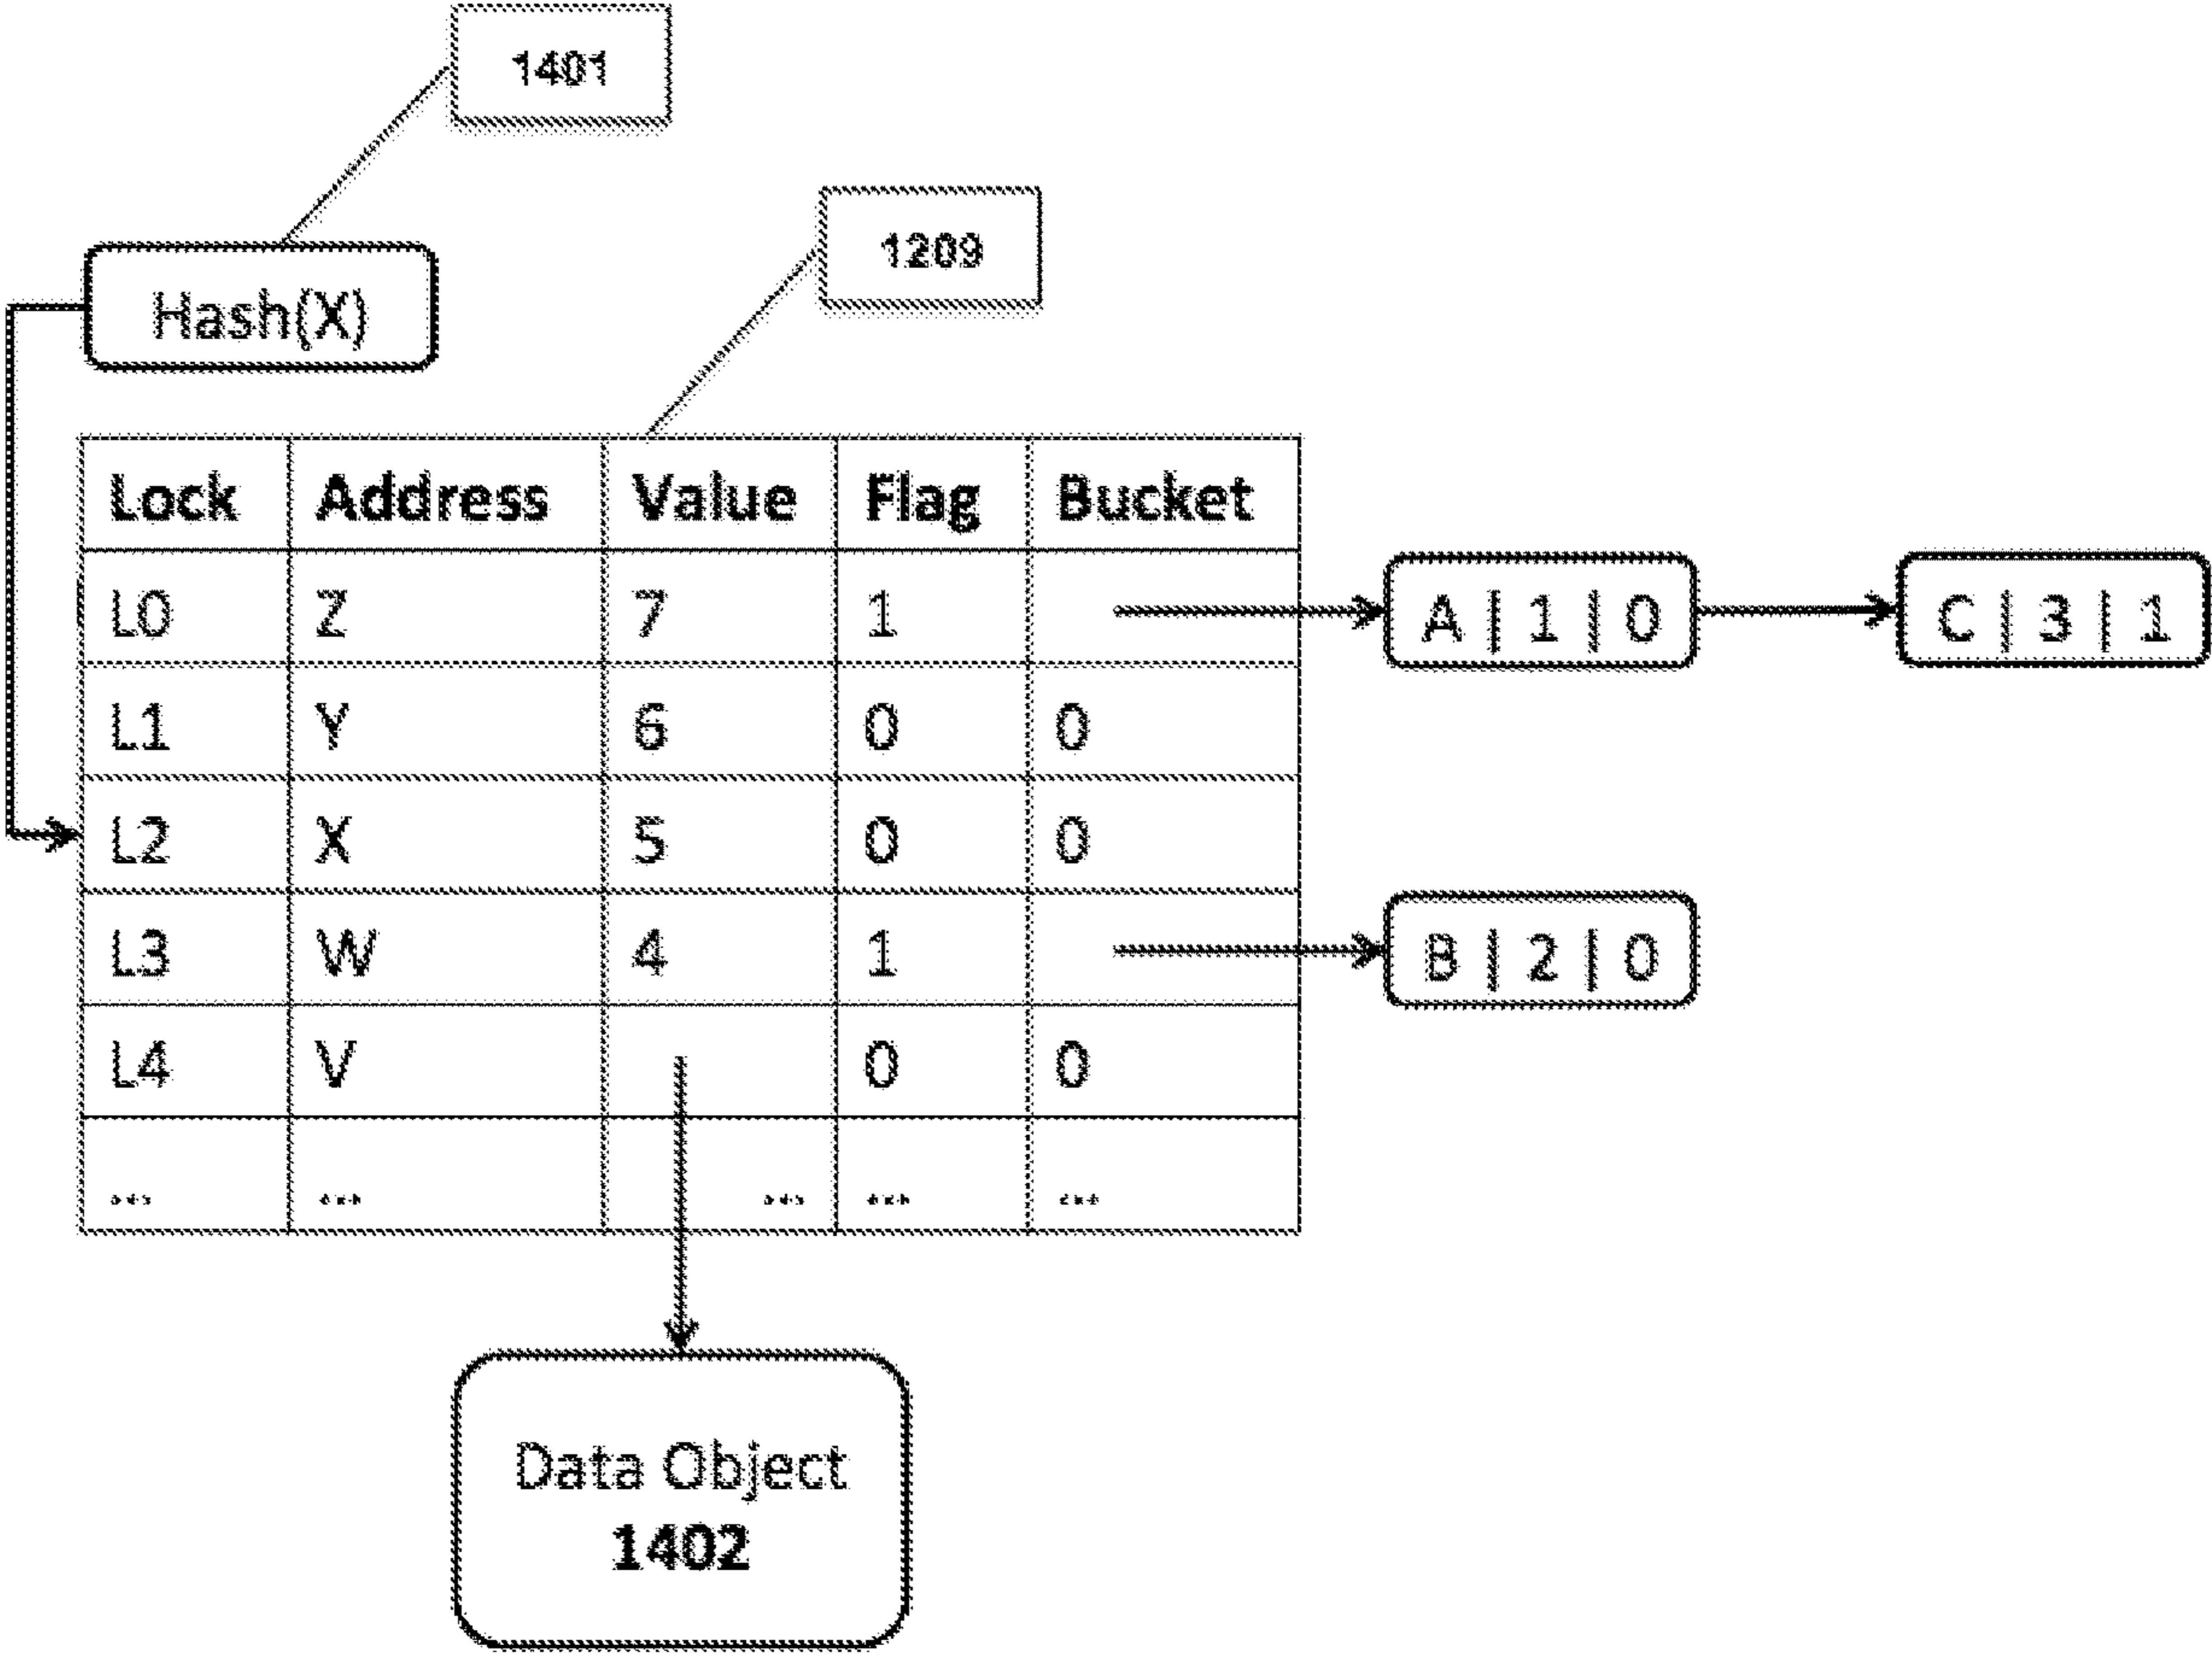 1401
1209
Hash(X)
Lock Address Value Flag Bucket
L0 Z 7 1 A | 1 | 0 C | 3 | 1
L1 Y 6 0 0
L2 X 5 0 0
L3 W 4 1 B | 2 | 0
L4 V 0 0
... ... ... ... ...
Data Object
1402